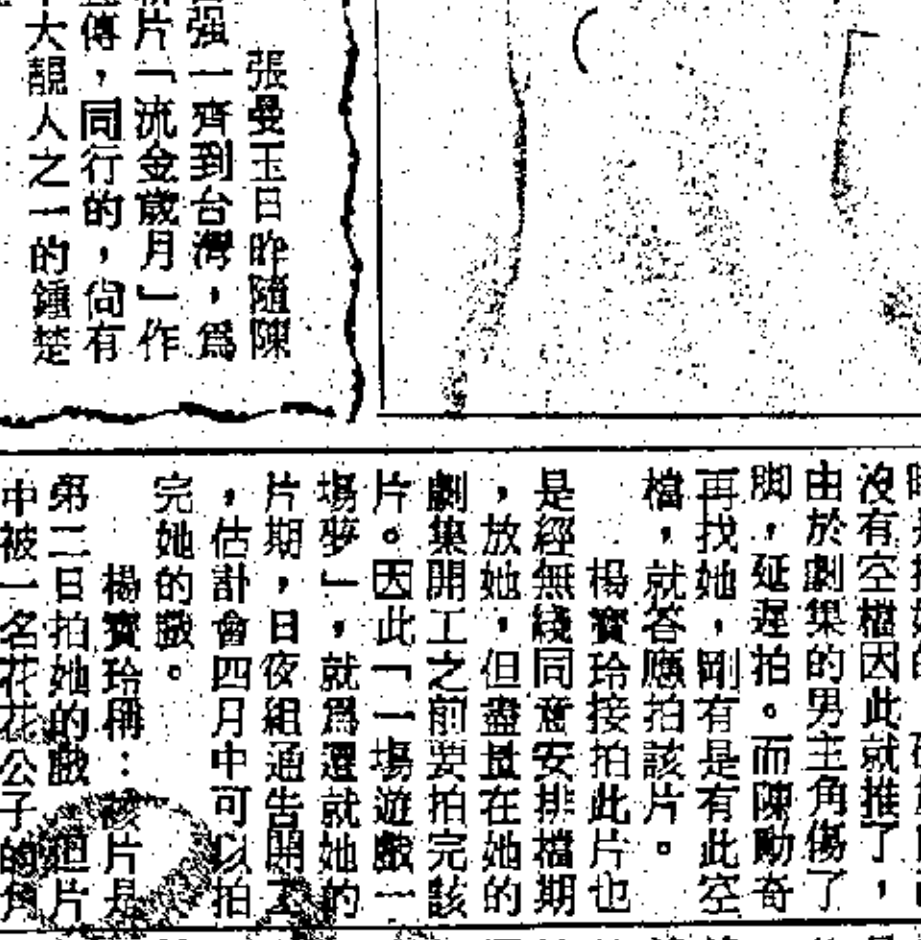 張曼玉日昨隨陳
强一齊到台灣，爲
片「流金歲月」作
傳，同行的，尙有
大靚人之一的鍾楚
沒有空檔因此就推了，
由於劇集的男主角傷了
脚，延遲拍。而陳勳奇
再找她，剛有是有此空
檔，就答應拍該片。
楊寶玲接拍此片也
是經無綫同意安排檔期
，放她，但盡量在她的
劇集開工之前要拍完該
片。因此「一場遊戲一
場夢」，就爲遷就她的
片期，日夜組通告開工
，估計會四月中可以拍
完她的戲。
楊寶玲稱：該片是
第二日拍她的戲 片
中被一名花花公子的